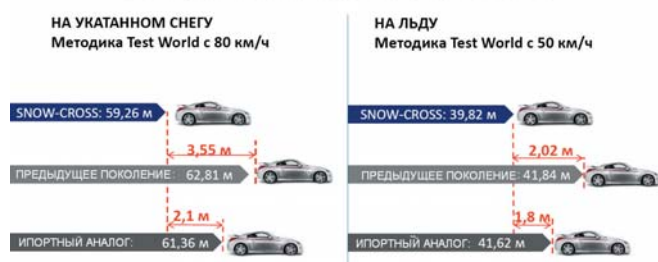 НА УКАТАННОМ СНЕГУ
Методика Test World с 80 км/ч
SNOW-CROSS: 59,26 м
3,55 м
ПРЕДЫДУЩЕЕ ПОКОЛЕНИЕ: 62,81 м
2,1 м
ИПОРТНЫЙ АНАЛОГ: 61,36 м
НА ЛЬДУ
Методика Test World с 50 км/ч
SNOW-CROSS: 39,82 м
2,02 м
ПРЕДЫДУЩЕЕ ПОКОЛЕНИЕ: 41,84 м
1,8 м
ИПОРТНЫЙ АНАЛОГ: 41,62 м